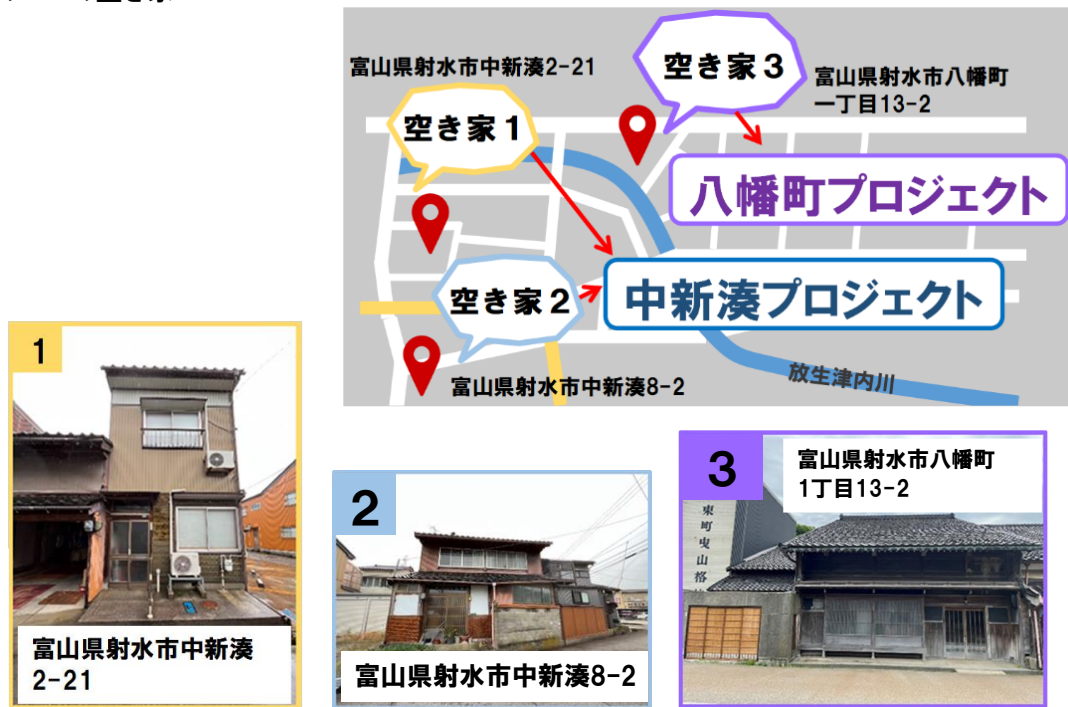 富山県射水市中新湊2-21
空き家1
空き家3
富山県射水市八幡町
一丁目13-2
八幡町プロジェクト
空き家2
中新湊プロジェクト
富山県射水市中新湊8-2
放生津内川
1
富山県射水市中新湊
2-21
2
富山県射水市中新湊8-2
3
富山県射水市八幡町
1丁目13-2
東町曳山格